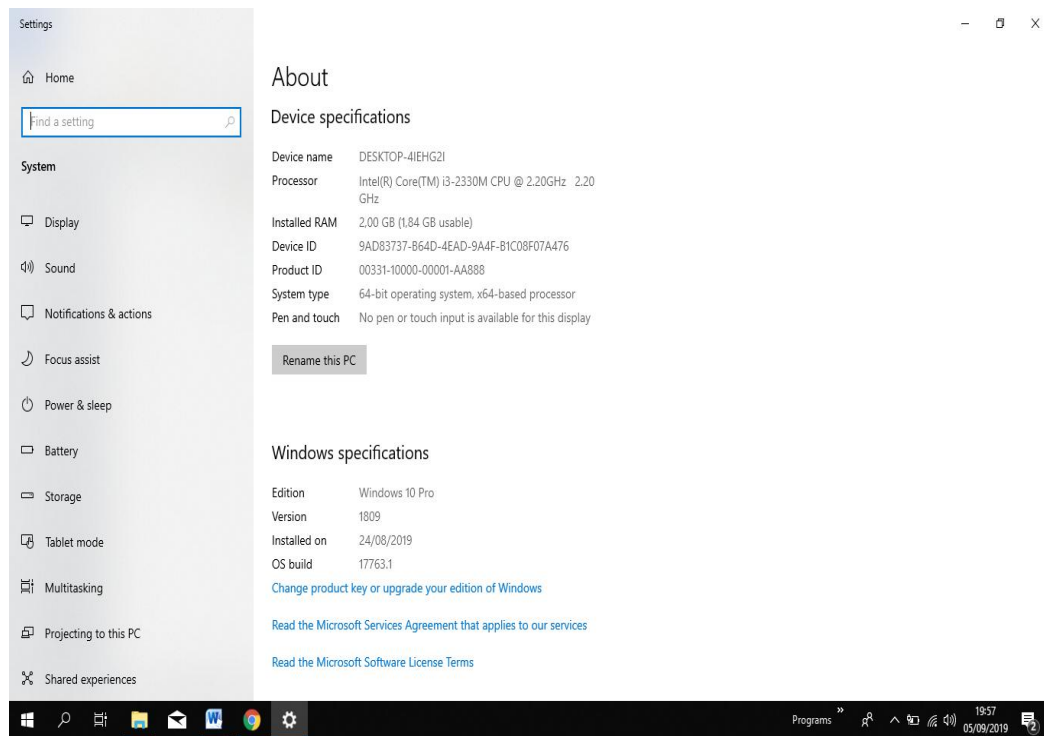 Settings
Home
Find a setting
System
Display
Sound
Notifications & actions
Focus assist
Power & sleep
Battery
Storage
Tablet mode
Multitasking
Projecting to this PC
Shared experiences
About
Device specifications
Device name DESKTOP-4IEHG2I
Processor Intel(R) Core(TM) i3-2330M CPU @ 2.20GHz 2.20
GHz
Installed RAM 2,00 GB (1,84 GB usable)
Device ID 9AD83737-B64D-4EAD-9A4F-B1C08F07A476
Product ID 00331-10000-00001-AA888
System type 64-bit operating system, x64-based processor
Pen and touch No pen or touch input is available for this display
Rename this PC
Windows specifications
Edition Windows 10 Pro
Version 1809
Installed on 24/08/2019
OS build 17763.1
Change product key or upgrade your edition of Windows
Read the Microsoft Services Agreement that applies to our services
Read the Microsoft Software License Terms
W
Programs »
19:57
05/09/2019
2